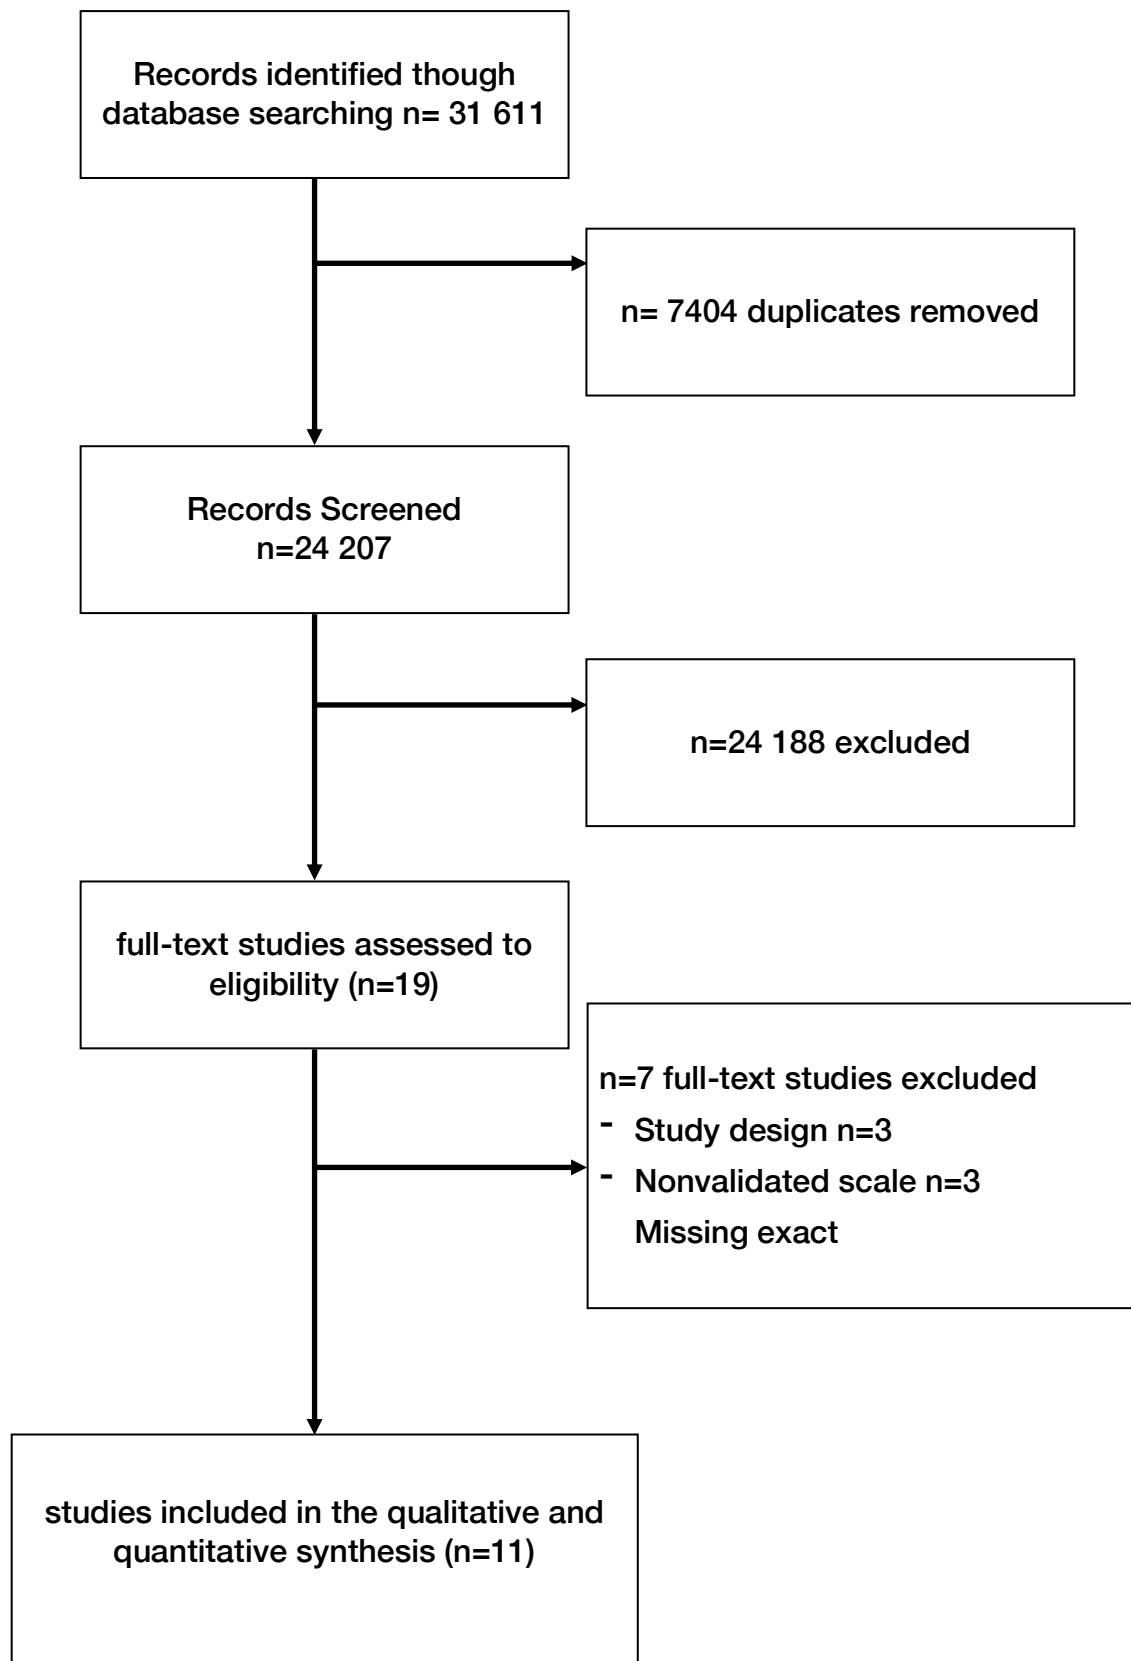 Records identified though
database searching n= 31 611
n= 7404 duplicates removed
Records Screened
n=24 207
n=24 188 excluded
full-text studies assessed to
eligibility (n=19)
n=7 full-text studies excluded
- Study design n=3
- Nonvalidated scale n=3
Missing exact
studies included in the qualitative and
quantitative synthesis (n=11)